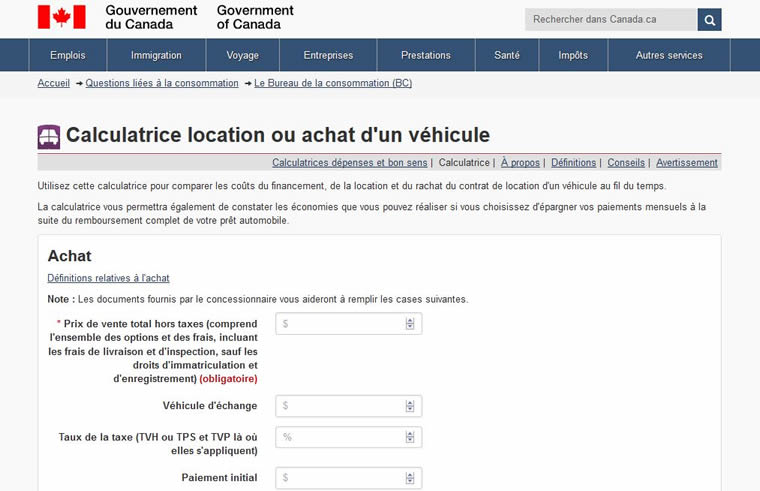 Gouvernement du Canada
Government of Canada
Rechercher dans Canada.ca
Emplois Immigration Voyage Entreprises Prestations Santé Impôts Autres services
Accueil → Questions liées à la consommation → Le Bureau de la consommation (BC)
Calculatrice location ou achat d'un véhicule
Calculatrices dépenses et bon sens | Calculatrice | À propos | Définitions | Conseils | Avertissement
Utilisez cette calculatrice pour comparer les coûts du financement, de la location et du rachat du contrat de location d'un véhicule au fil du temps.
La calculatrice vous permettra également de constater les économies que vous pouvez réaliser si vous choisissez d'épargner vos paiements mensuels à la
suite du remboursement complet de votre prêt automobile.
Achat
Définitions relatives à l'achat
Note : Les documents fournis par le concessionnaire vous aideront à remplir les cases suivantes.
* Prix de vente total hors taxes (comprend
l'ensemble des options et des frais, incluant
les frais de livraison et d'inspection, sauf les
droits d'immatriculation et
d'enregistrement) (obligatoire)
$
Véhicule d'échange
$
Taux de la taxe (TVH ou TPS et TVP là où
elles s'appliquent)
%
Paiement initial
$